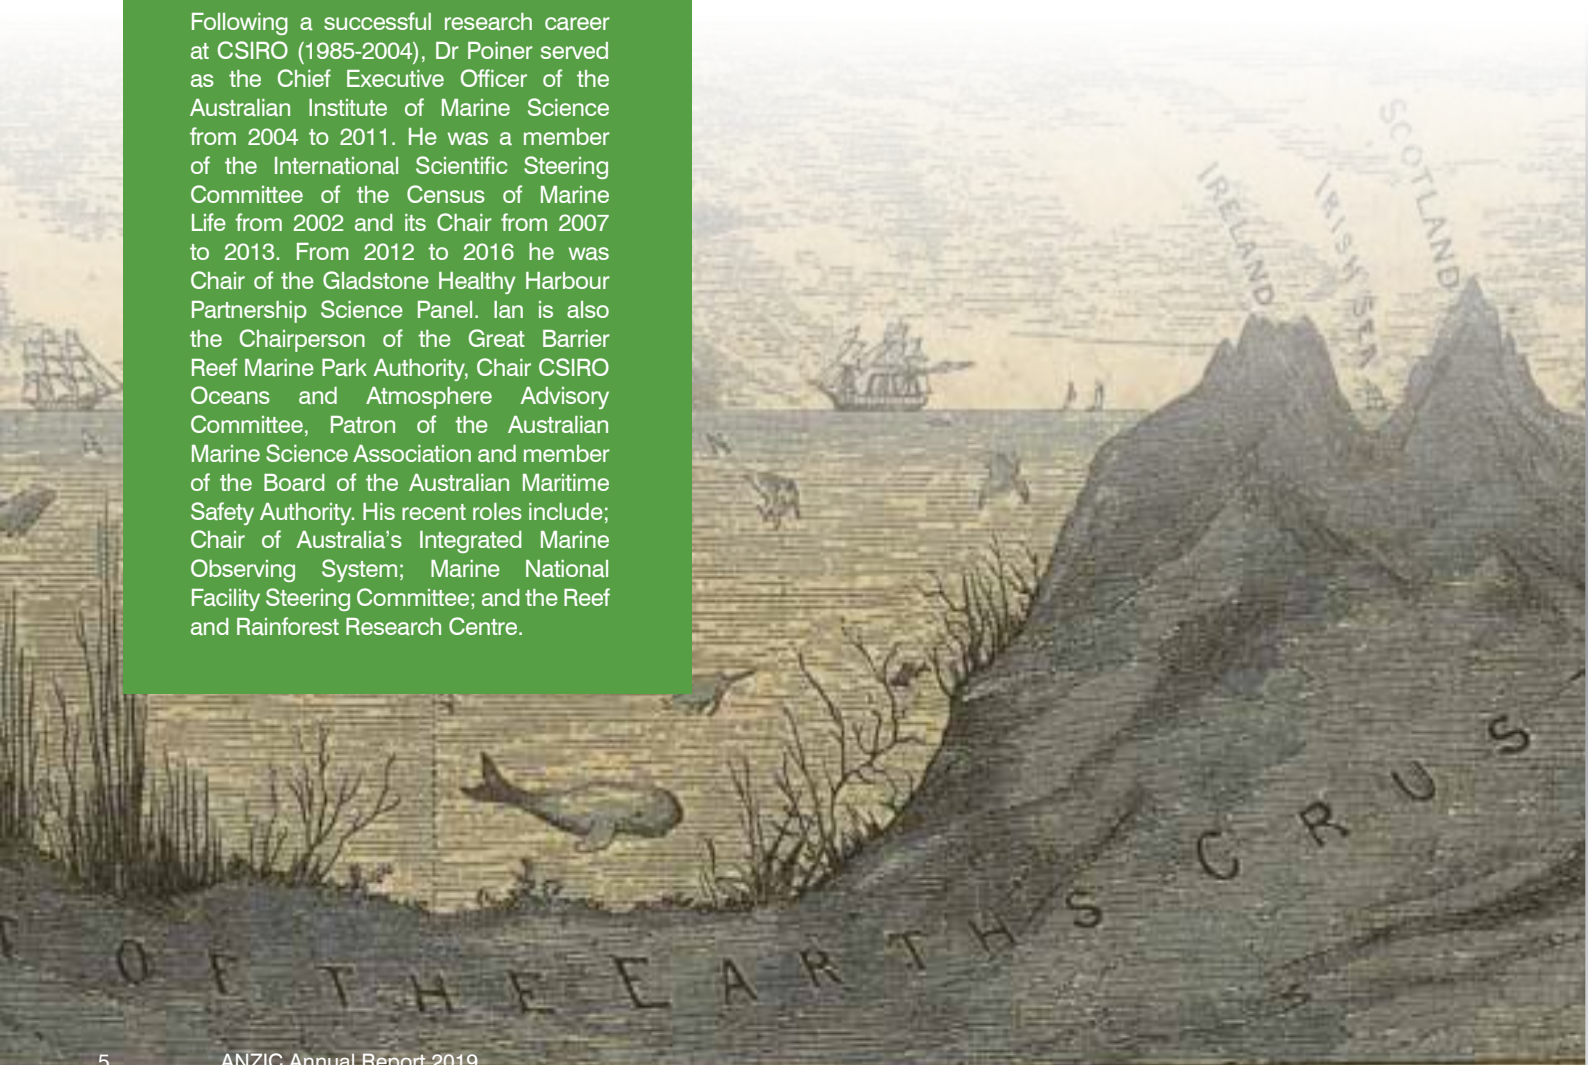 Following a successful research career
at CSIRO (1985-2004), Dr Poiner served
as the Chief Executive Officer of the
Australian Institute of Marine Science
from 2004 to 2011. He was a member
of the International Scientific Steering
Committee of the Census of Marine
Life from 2002 and its Chair from 2007
to 2013. From 2012 to 2016 he was
Chair of the Gladstone Healthy Harbour
Partnership Science Panel. Ian is also
the Chairperson of the Great Barrier
Reef Marine Park Authority, Chair CSIRO
Oceans and Atmosphere Advisory
Committee, Patron of the Australian
Marine Science Association and member
of the Board of the Australian Maritime
Safety Authority. His recent roles include;
Chair of Australia’s Integrated Marine
Observing System; Marine National
Facility Steering Committee; and the Reef
and Rainforest Research Centre.
IRELAND
IRISH SEA
SCOTLAND
OF THE EARTHS CRUS
5 ANZIC Annual Report 2019